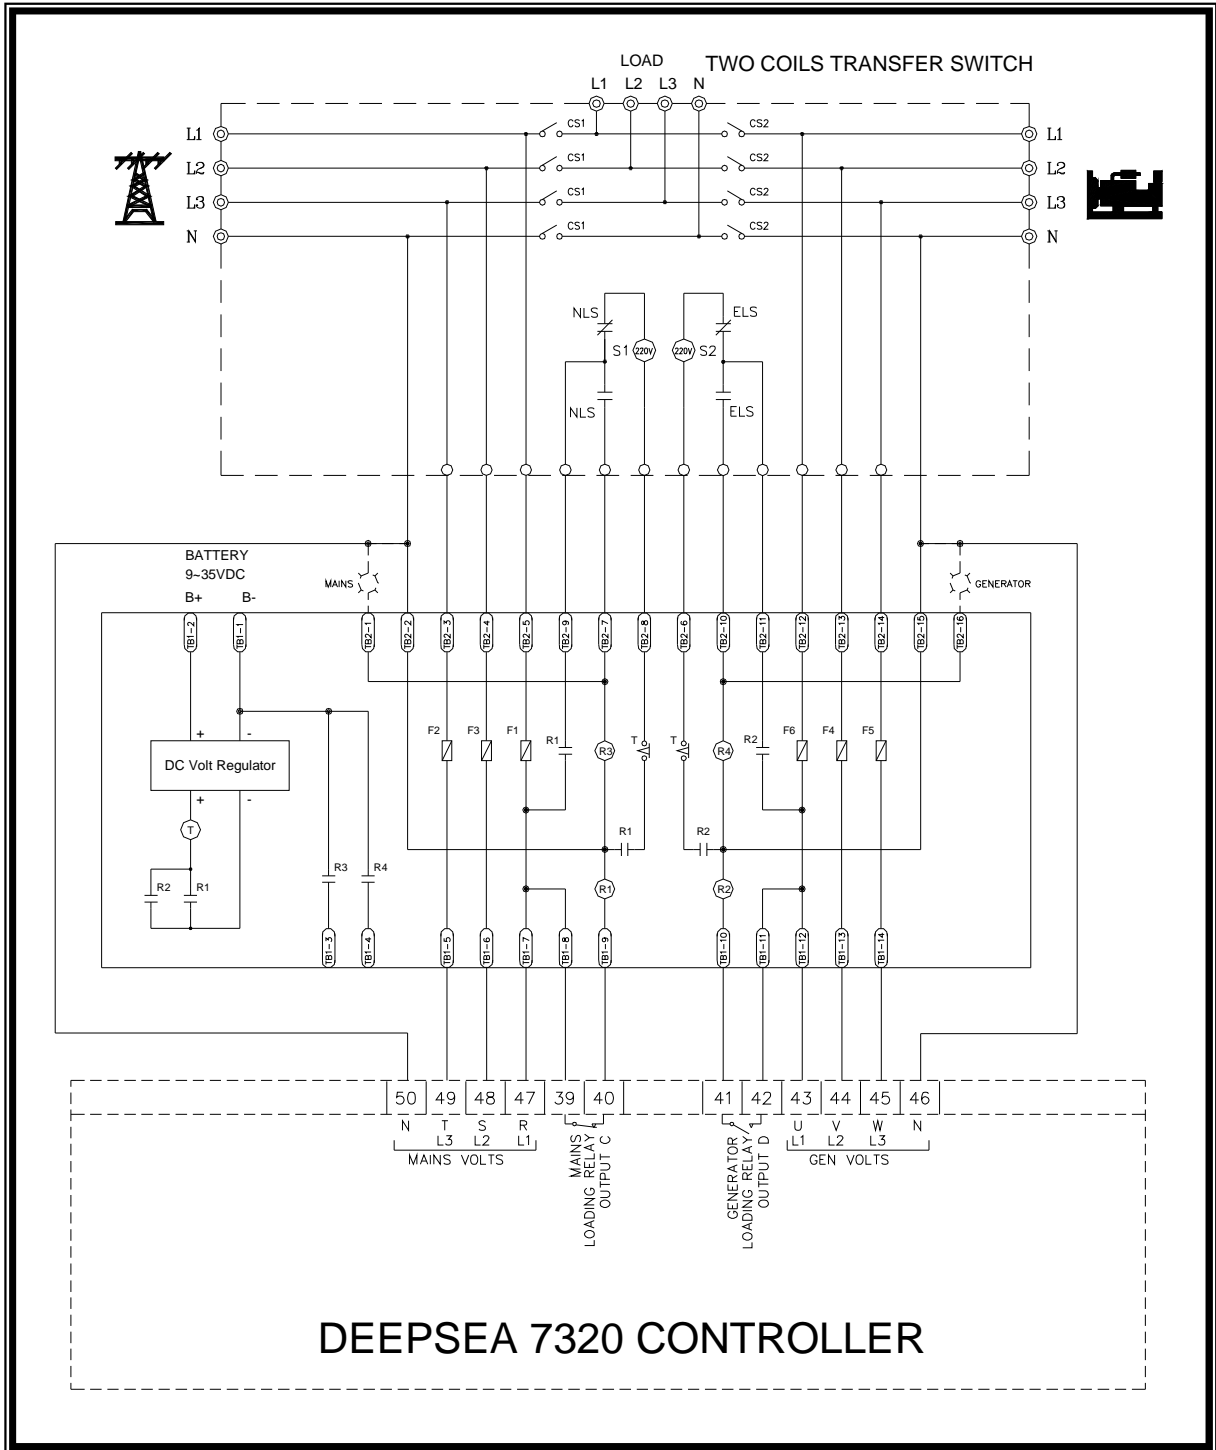 LOAD
TWO COILS TRANSFER SWITCH
L1 L2 L3 N
L1 CS1 CS2 L1
L2 CS1 CS2 L2
L3 CS1 CS2 L3
N CS1 CS2 N
NLS ELS
S1 220V 220V S2
NLS ELS
BATTERY
9~35VDC
B+ B-
MAINS GENERATOR
TB1-2 TB1-1 TB2-1 TB2-2 TB2-3 TB2-4 TB2-5 TB2-9 TB2-7 TB2-8 TB2-6 TB2-10 TB2-11 TB2-12 TB2-13 TB2-14 TB2-15 TB2-16
F2 F3 F1 R1 R3 T T R4 R2 F6 F4 F5
+ -
DC Volt Regulator
+ -
T
R1 R2
R2 R1 R3 R4
R1 R2
TB1-3 TB1-4 TB1-5 TB1-6 TB1-7 TB1-8 TB1-9 TB1-10 TB1-11 TB1-12 TB1-13 TB1-14
50 49 48 47 39 40 41 42 43 44 45 46
N T S R U V W N
L3 L2 L1 L1 L2 L3
MAINS VOLTS
GEN VOLTS
MAINS
LOADING RELAY
OUTPUT C
GENERATOR
LOADING RELAY
OUTPUT D
DEEPSEA 7320 CONTROLLER